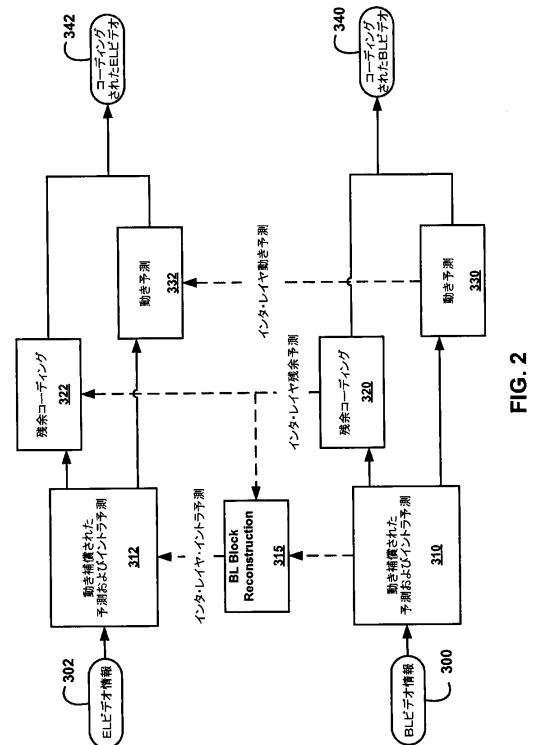 302
ELビデオ情報
動き補償された
予測およびイントラ予測
312
残余コーディング
322
動き予測
332
コーディング
されたELビデオ
342
インタ・レイヤ・イントラ予測
BL Block
Reconstruction
315
インタ・レイヤ残余予測
インタ・レイヤ動き予測
BLビデオ情報
300
動き補償された
予測およびイントラ予測
310
残余コーディング
320
動き予測
330
コーディング
されたBLビデオ
340
FIG. 2